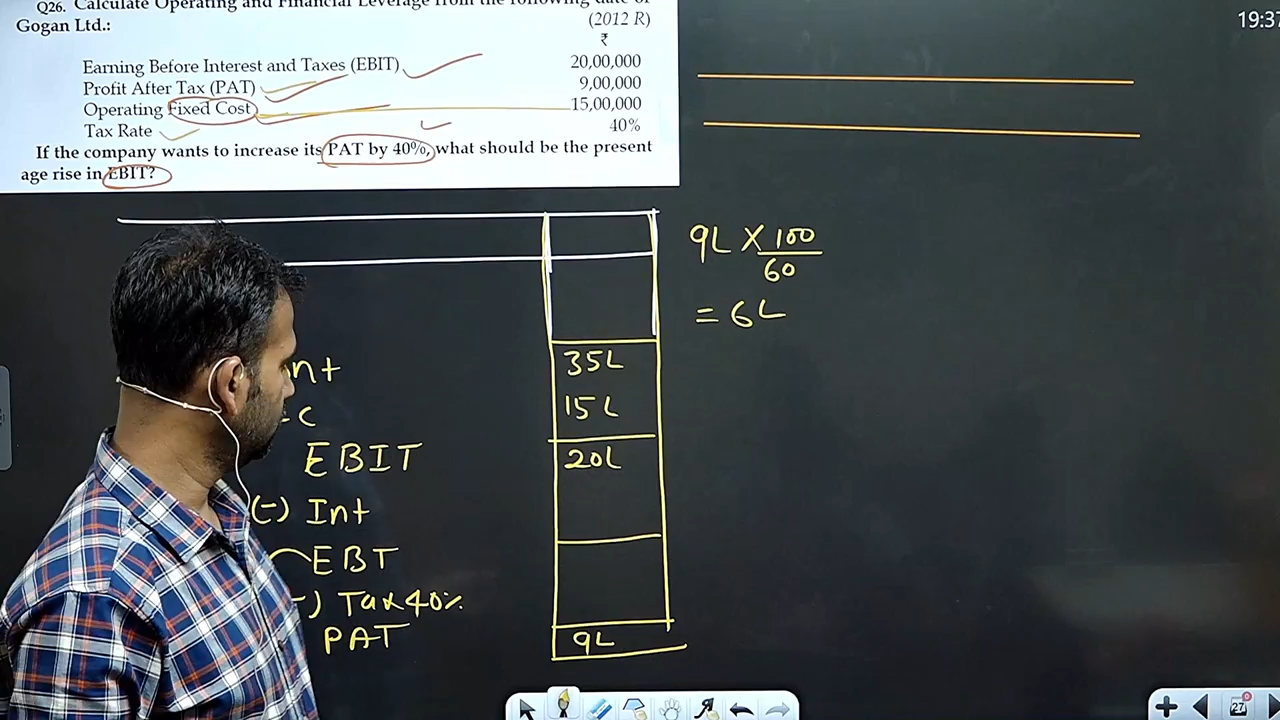 Q26. Calculate Operating and Financial Leverage from the following date of
Gogan Ltd.:
(2012 R)
₹
Earning Before Interest and Taxes (EBIT) 20,00,000
Profit After Tax (PAT) 9,00,000
Operating Fixed Cost 15,00,000
Tax Rate 40%
If the company wants to increase its PAT by 40%, what should be the present
age rise in EBIT?
19:37
9L X 100/60
= 6L
35L
15L
EBIT 20L
(-) Int
EBT
) Tax 40%
PAT 9L
27